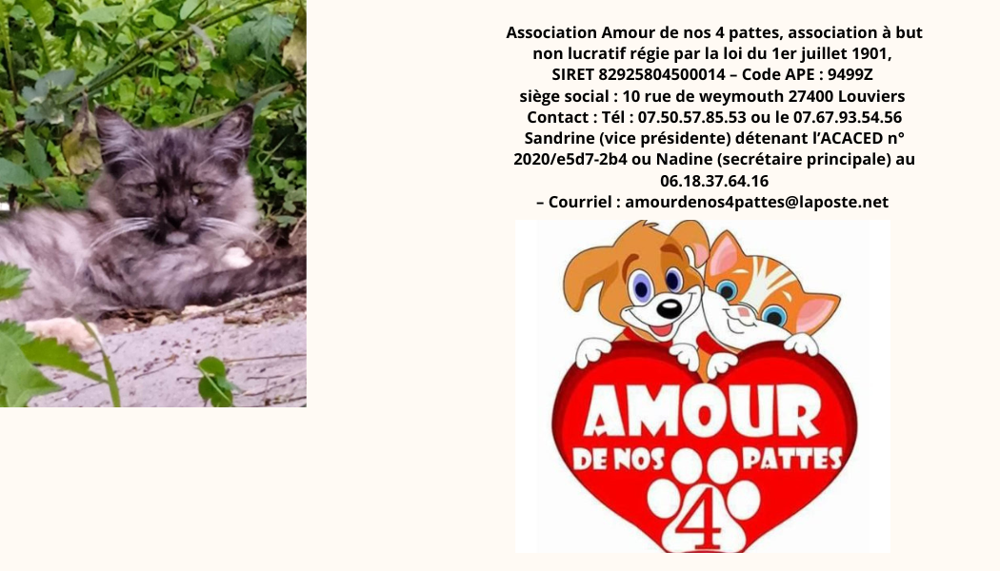 Association Amour de nos 4 pattes, association à but
non lucratif régie par la loi du 1er juillet 1901,
SIRET 82925804500014 – Code APE : 9499Z
siège social : 10 rue de weymouth 27400 Louviers
Contact : Tél : 07.50.57.85.53 ou le 07.67.93.54.56
Sandrine (vice présidente) détenant l’ACACED n°
2020/e5d7-2b4 ou Nadine (secrétaire principale) au
06.18.37.64.16
– Courriel : amourdenos4pattes@laposte.net
AMOUR
DE NOS PATTES
4